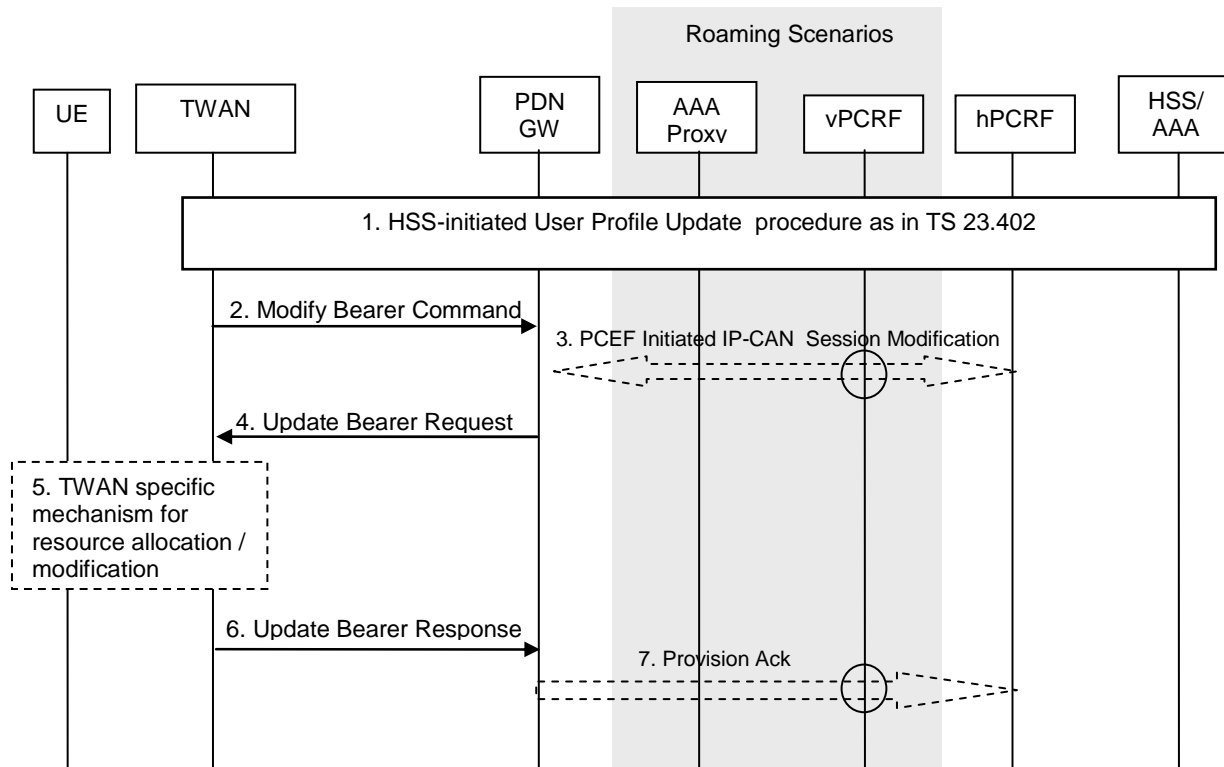 Roaming Scenarios
UE
TWAN
PDN
GW
AAA
Proxy
vPCRF
hPCRF
HSS/
AAA
1. HSS-initiated User Profile Update procedure as in TS 23.402
2. Modify Bearer Command
3. PCEF Initiated IP-CAN Session Modification
4. Update Bearer Request
5. TWAN specific
mechanism for
resource allocation /
modification
6. Update Bearer Response
7. Provision Ack